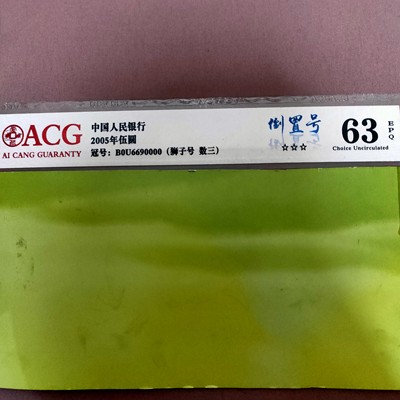 ACG
AI CANG GUARANTY
中国人民银行
2005年伍圆
冠号: B0U6690000 (狮子号 数三)
倒置号
☆☆☆
63
EPQ
Choice Uncirculated